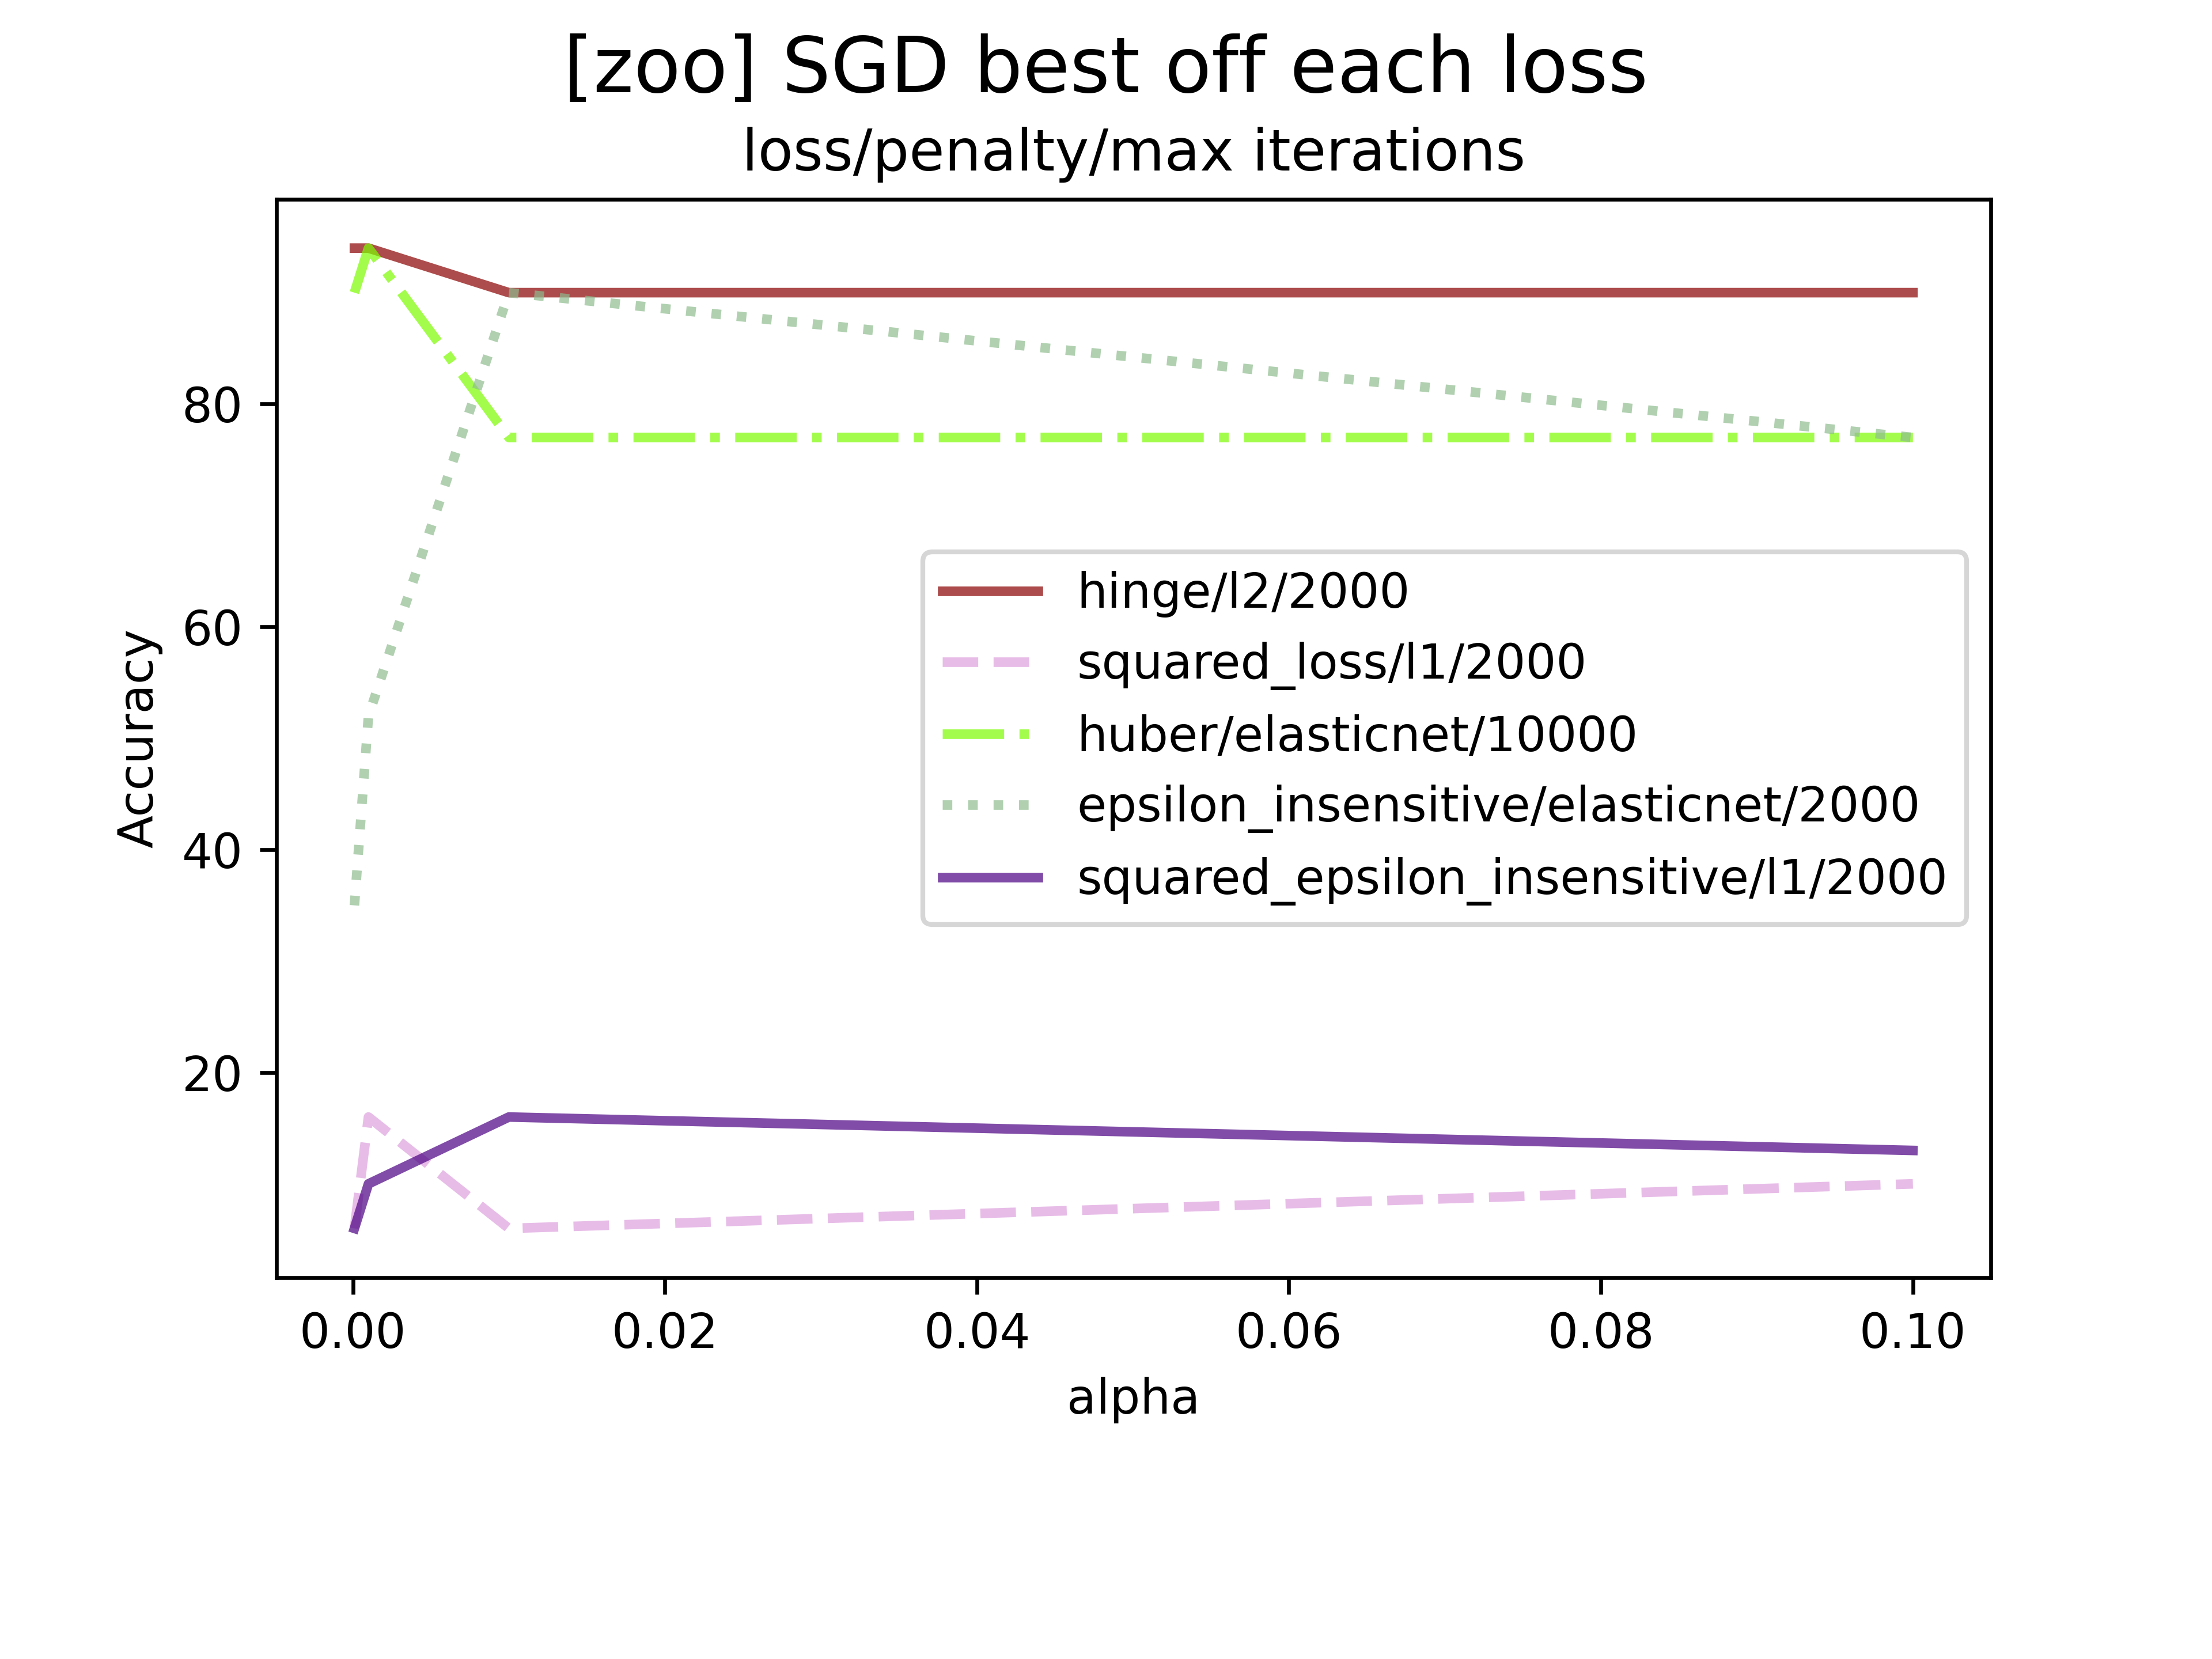 [zoo] SGD best off each loss
loss/penalty/max iterations
80
60
40
20
Accuracy
hinge/l2/2000
squared_loss/l1/2000
huber/elasticnet/10000
epsilon_insensitive/elasticnet/2000
squared_epsilon_insensitive/l1/2000
0.00 0.02 0.04 0.06 0.08 0.10
alpha